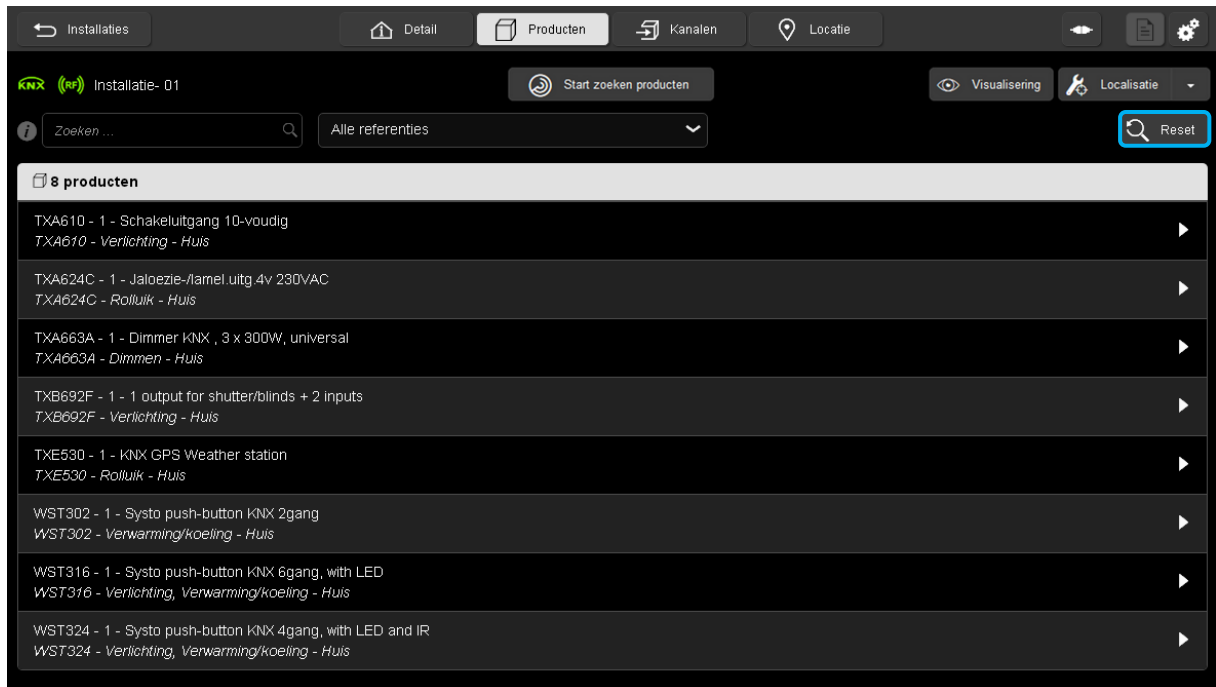 Installaties
Detail
Producten
Kanalen
Locatie
KNX ((RF)) Installatie- 01
Start zoeken producten
Visualisering
Localisatie
i
Zoeken ...
Alle referenties
Reset
8 producten
TXA610 - 1 - Schakeluitgang 10-voudig
TXA610 - Verlichting - Huis
TXA624C - 1 - Jaloezie-/lamel.uitg.4v 230VAC
TXA624C - Rolluik - Huis
TXA663A - 1 - Dimmer KNX , 3 x 300W, universal
TXA663A - Dimmen - Huis
TXB692F - 1 - 1 output for shutter/blinds + 2 inputs
TXB692F - Verlichting - Huis
TXE530 - 1 - KNX GPS Weather station
TXE530 - Rolluik - Huis
WST302 - 1 - Systo push-button KNX 2gang
WST302 - Verwarming/koeling - Huis
WST316 - 1 - Systo push-button KNX 6gang, with LED
WST316 - Verlichting, Verwarming/koeling - Huis
WST324 - 1 - Systo push-button KNX 4gang, with LED and IR
WST324 - Verlichting, Verwarming/koeling - Huis